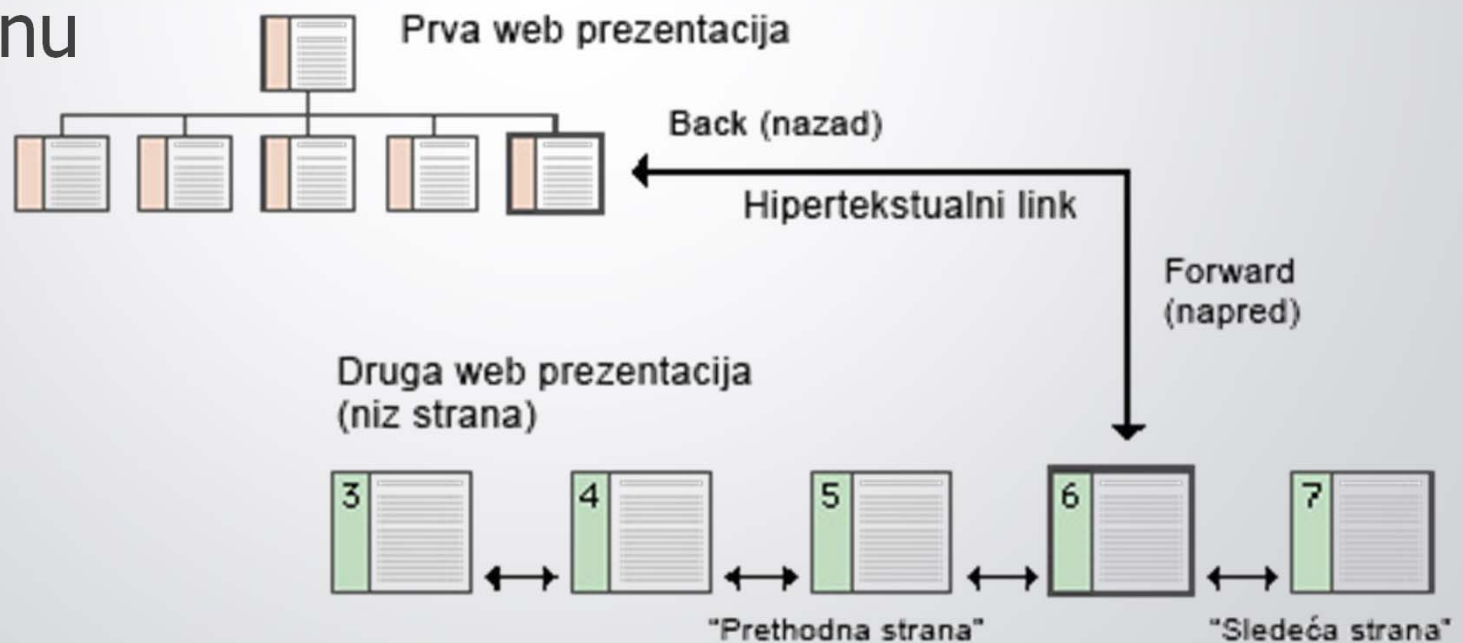 nu
Prva web prezentacija
Back (nazad)
Hipertekstualni link
Forward
(napred)
Druga web prezentacija
(niz strana)
3 4 5 6 7
"Prethodna strana" "Sledeća strana"